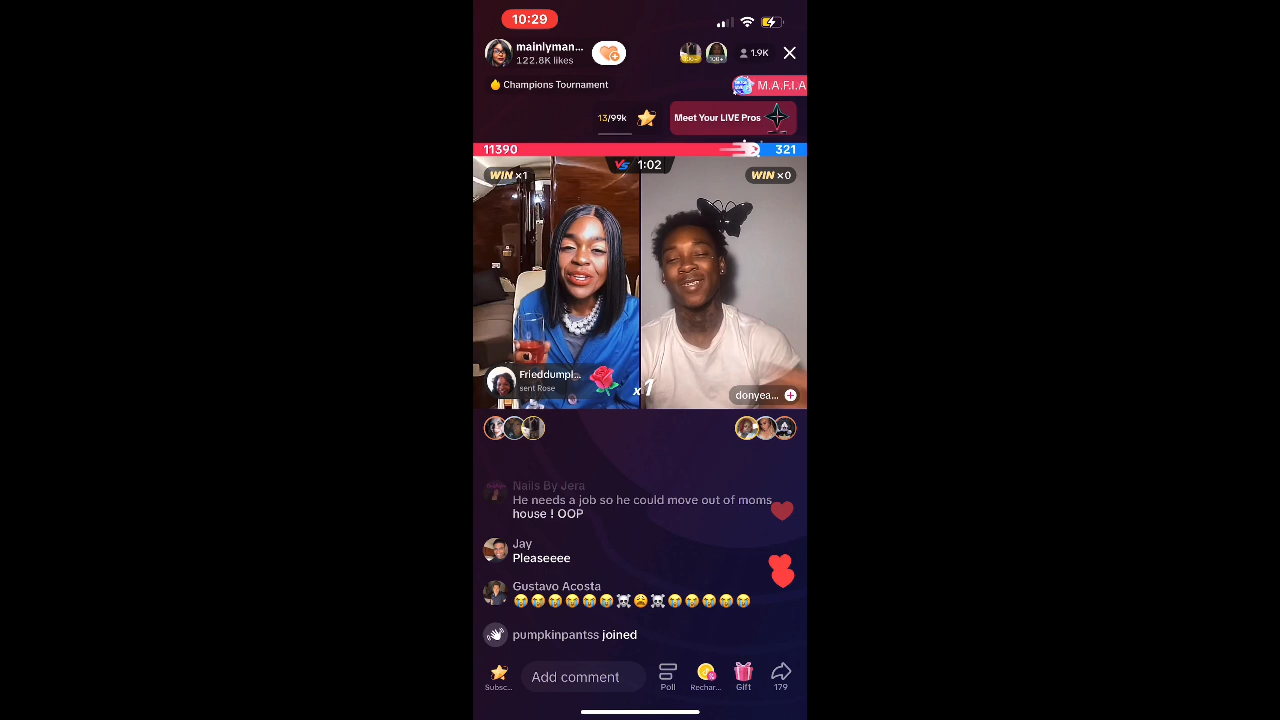 10:29
mainlyman...
122.8K likes
100+
100+
1.9K
Champions Tournament
M.A.F.I.A
13/99k
Meet Your LIVE Pros
11390
321
VS 1:02
WIN ×1
WIN ×0
Frieddumpl...
sent Rose
x1
donyea...
Nails By Jera
He needs a job so he could move out of moms
house ! OOP
Jay
Pleaseeee
Gustavo Acosta
😭😭😭😭😭😭☠️😩☠️😭😭😭😭😭
pumpkinpantss joined
Add comment
Subsc...
Poll
Rechar...
Gift
179